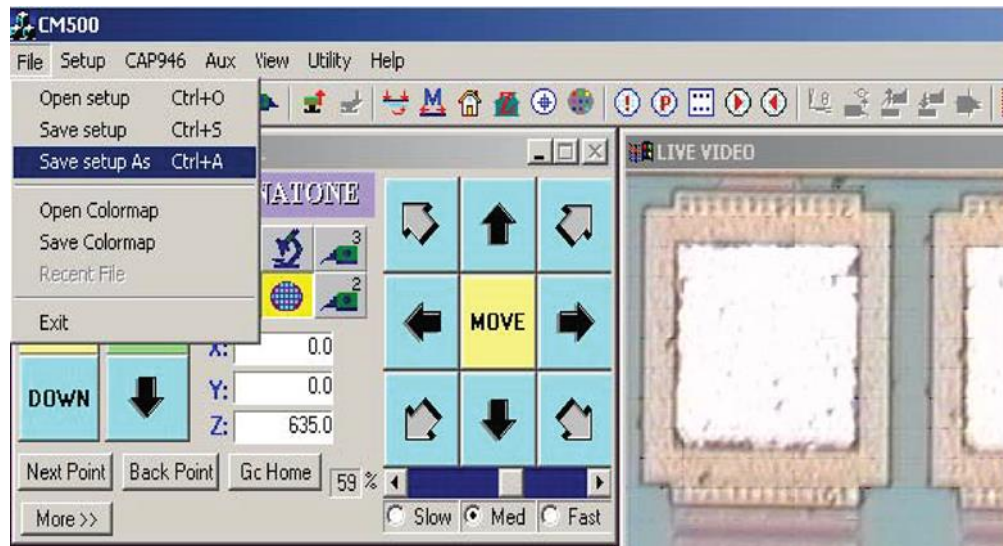 CM500
File Setup CAP946 Aux View Utility Help
Open setup Ctrl+O
Save setup Ctrl+S
Save setup As Ctrl+A
Open Colormap
Save Colormap
Recent File
Exit
LIVE VIDEO
3
2
MOVE
X: 0.0
Y: 0.0
Z: 635.0
DOWN
Next Point Back Point Gc Home 59 %
More >> Slow Med Fast